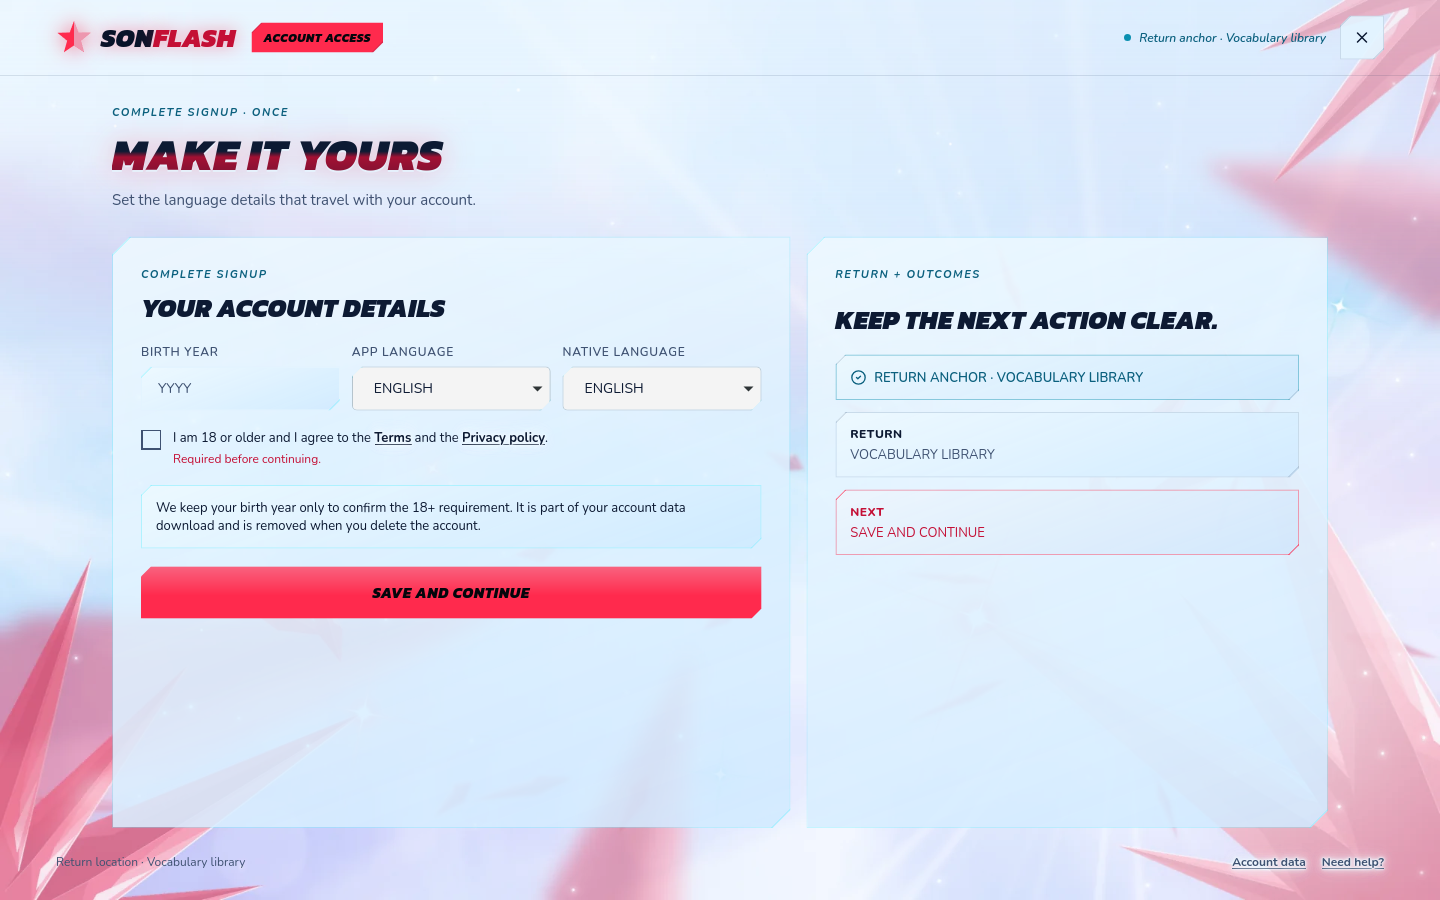 SONFLASH
ACCOUNT ACCESS
Return anchor · Vocabulary library
COMPLETE SIGNUP · ONCE
MAKE IT YOURS
Set the language details that travel with your account.
COMPLETE SIGNUP
YOUR ACCOUNT DETAILS
BIRTH YEAR
APP LANGUAGE
NATIVE LANGUAGE
YYYY
ENGLISH
ENGLISH
I am 18 or older and I agree to the Terms and the Privacy policy.
Required before continuing.
We keep your birth year only to confirm the 18+ requirement. It is part of your account data
download and is removed when you delete the account.
SAVE AND CONTINUE
RETURN + OUTCOMES
KEEP THE NEXT ACTION CLEAR.
RETURN ANCHOR · VOCABULARY LIBRARY
RETURN
VOCABULARY LIBRARY
NEXT
SAVE AND CONTINUE
Return location · Vocabulary library
Account data
Need help?